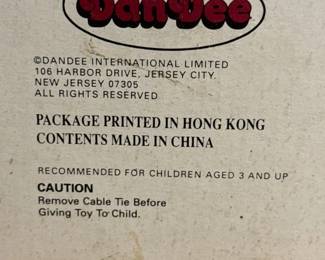 DanDee
©DANDEE INTERNATIONAL LIMITED
106 HARBOR DRIVE, JERSEY CITY.
NEW JERSEY 07305
ALL RIGHTS RESERVED
PACKAGE PRINTED IN HONG KONG
CONTENTS MADE IN CHINA
RECOMMENDED FOR CHILDREN AGED 3 AND UP
CAUTION
Remove Cable Tie Before
Giving Toy To Child.